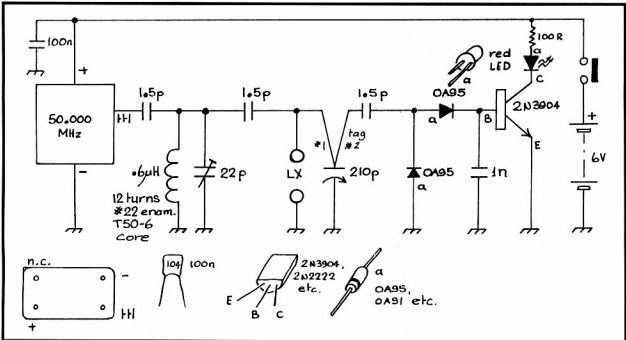 100n
+
50.000
MHz
-
1.5p
.6µH
12 turns
#22 enam.
T50-6
core
22p
1.5p
LX
#1
tag
#2
210p
1.5p
OA95
a
red
LED
a
OA95
a
1n
100R
a
C
2N3904
B
E
+
6V
n.c.
-
+
104
100n
2N3904,
2N2222
etc.
E
B
C
a
OA95,
OA91 etc.